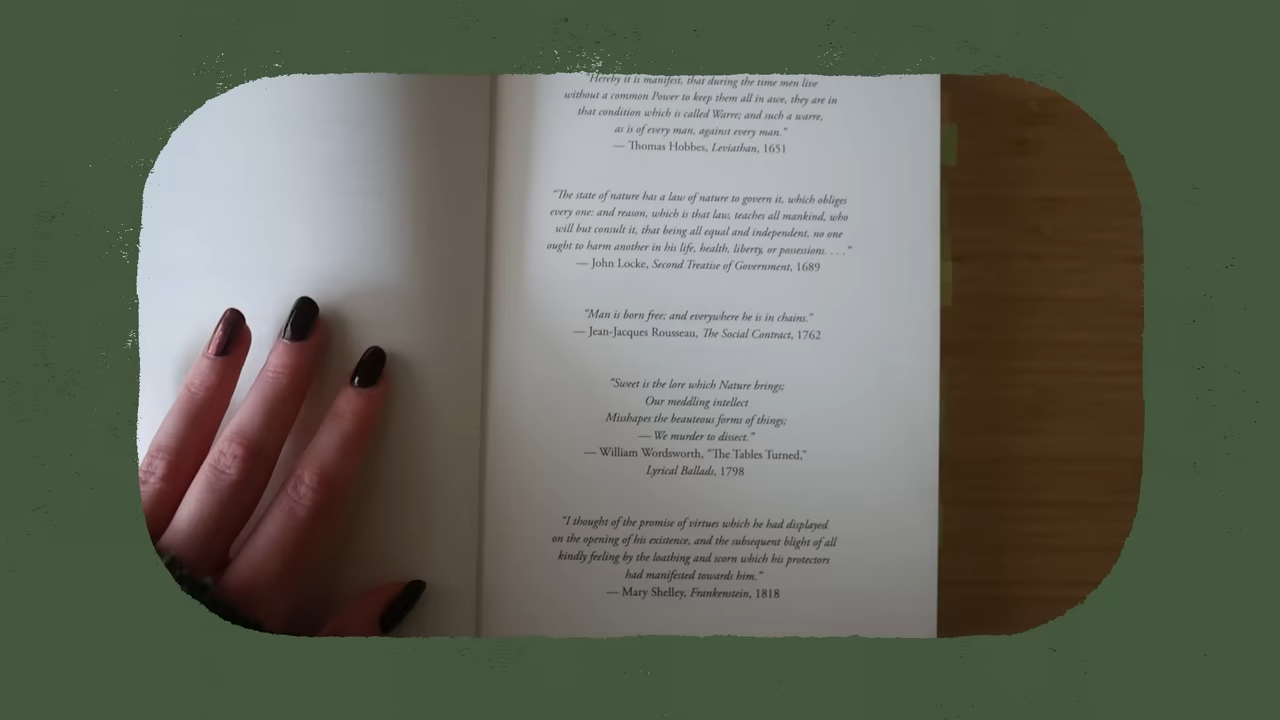 "Hereby it is manifest, that during the time men live
without a common Power to keep them all in awe, they are in
that condition which is called Warre; and such a warre,
as is of every man, against every man."
— Thomas Hobbes, Leviathan, 1651
"The state of nature has a law of nature to govern it, which obliges
every one: and reason, which is that law, teaches all mankind, who
will but consult it, that being all equal and independent, no one
ought to harm another in his life, health, liberty, or possessions. . . ."
— John Locke, Second Treatise of Government, 1689
"Man is born free; and everywhere he is in chains."
— Jean-Jacques Rousseau, The Social Contract, 1762
"Sweet is the lore which Nature brings;
Our meddling intellect
Misshapes the beauteous forms of things;
— We murder to dissect."
— William Wordsworth, "The Tables Turned,"
Lyrical Ballads, 1798
"I thought of the promise of virtues which he had displayed
on the opening of his existence, and the subsequent blight of all
kindly feeling by the loathing and scorn which his protectors
had manifested towards him."
— Mary Shelley, Frankenstein, 1818